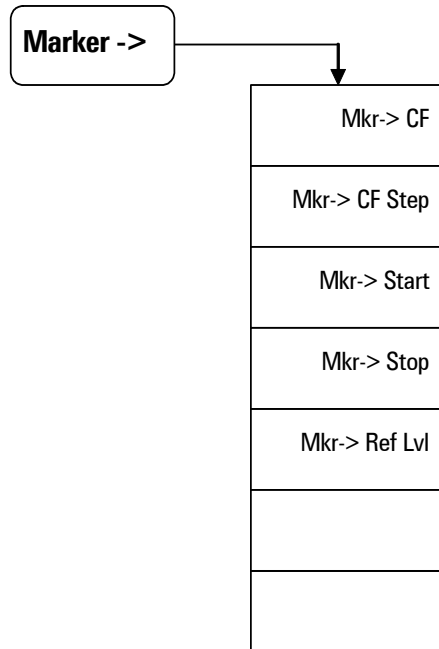 Marker ->
Mkr-> CF
Mkr-> CF Step
Mkr-> Start
Mkr-> Stop
Mkr-> Ref Lvl